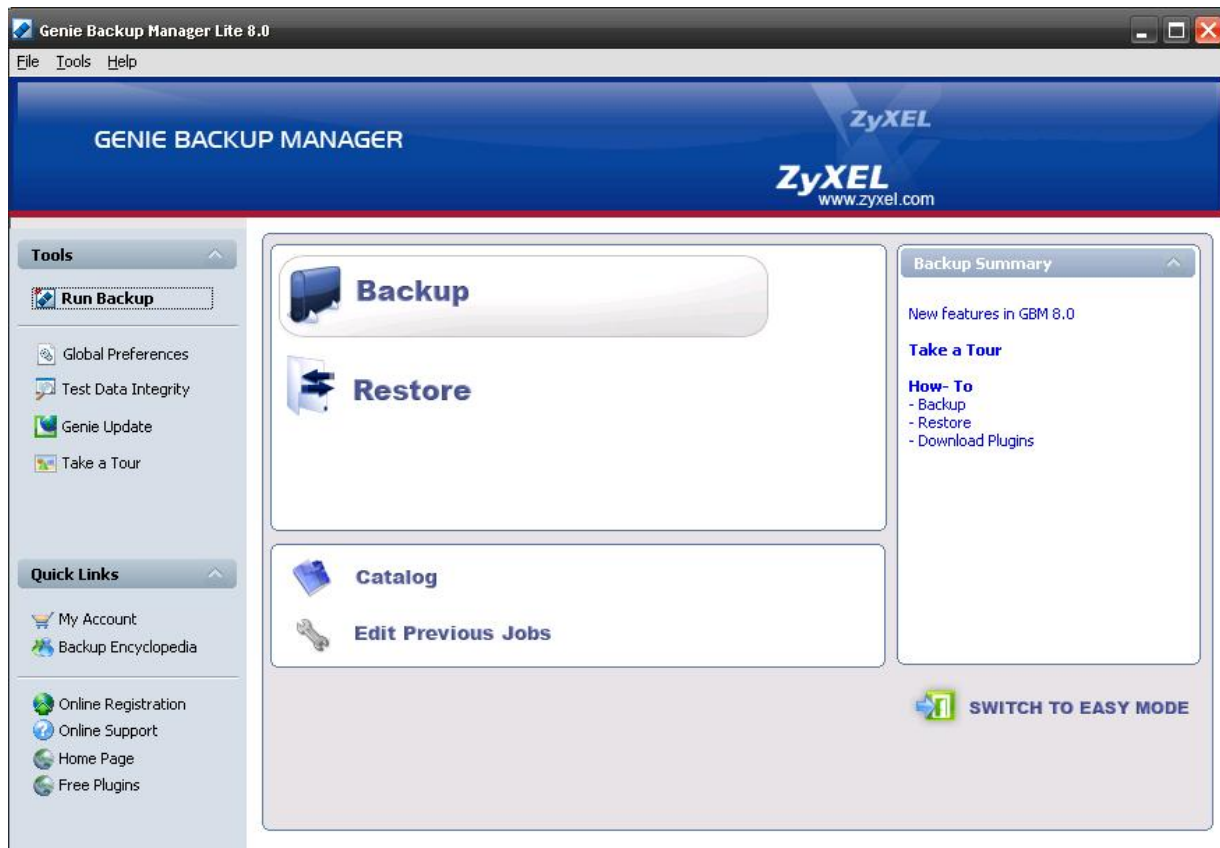 Genie Backup Manager Lite 8.0
File Tools Help
GENIE BACKUP MANAGER
ZyXEL
ZyXEL
www.zyxel.com
Tools
Run Backup
Global Preferences
Test Data Integrity
Genie Update
Take a Tour
Quick Links
My Account
Backup Encyclopedia
Online Registration
Online Support
Home Page
Free Plugins
Backup
Restore
Catalog
Edit Previous Jobs
Backup Summary
New features in GBM 8.0
Take a Tour
How- To
- Backup
- Restore
- Download Plugins
SWITCH TO EASY MODE